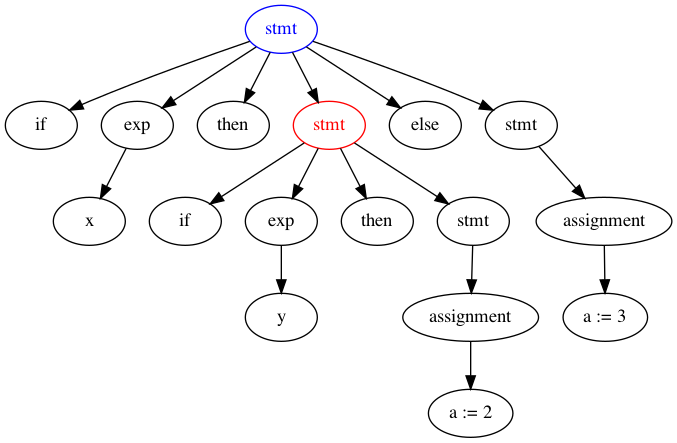 stmt
if exp then stmt else stmt
x if exp then stmt assignment
y assignment a := 3
a := 2